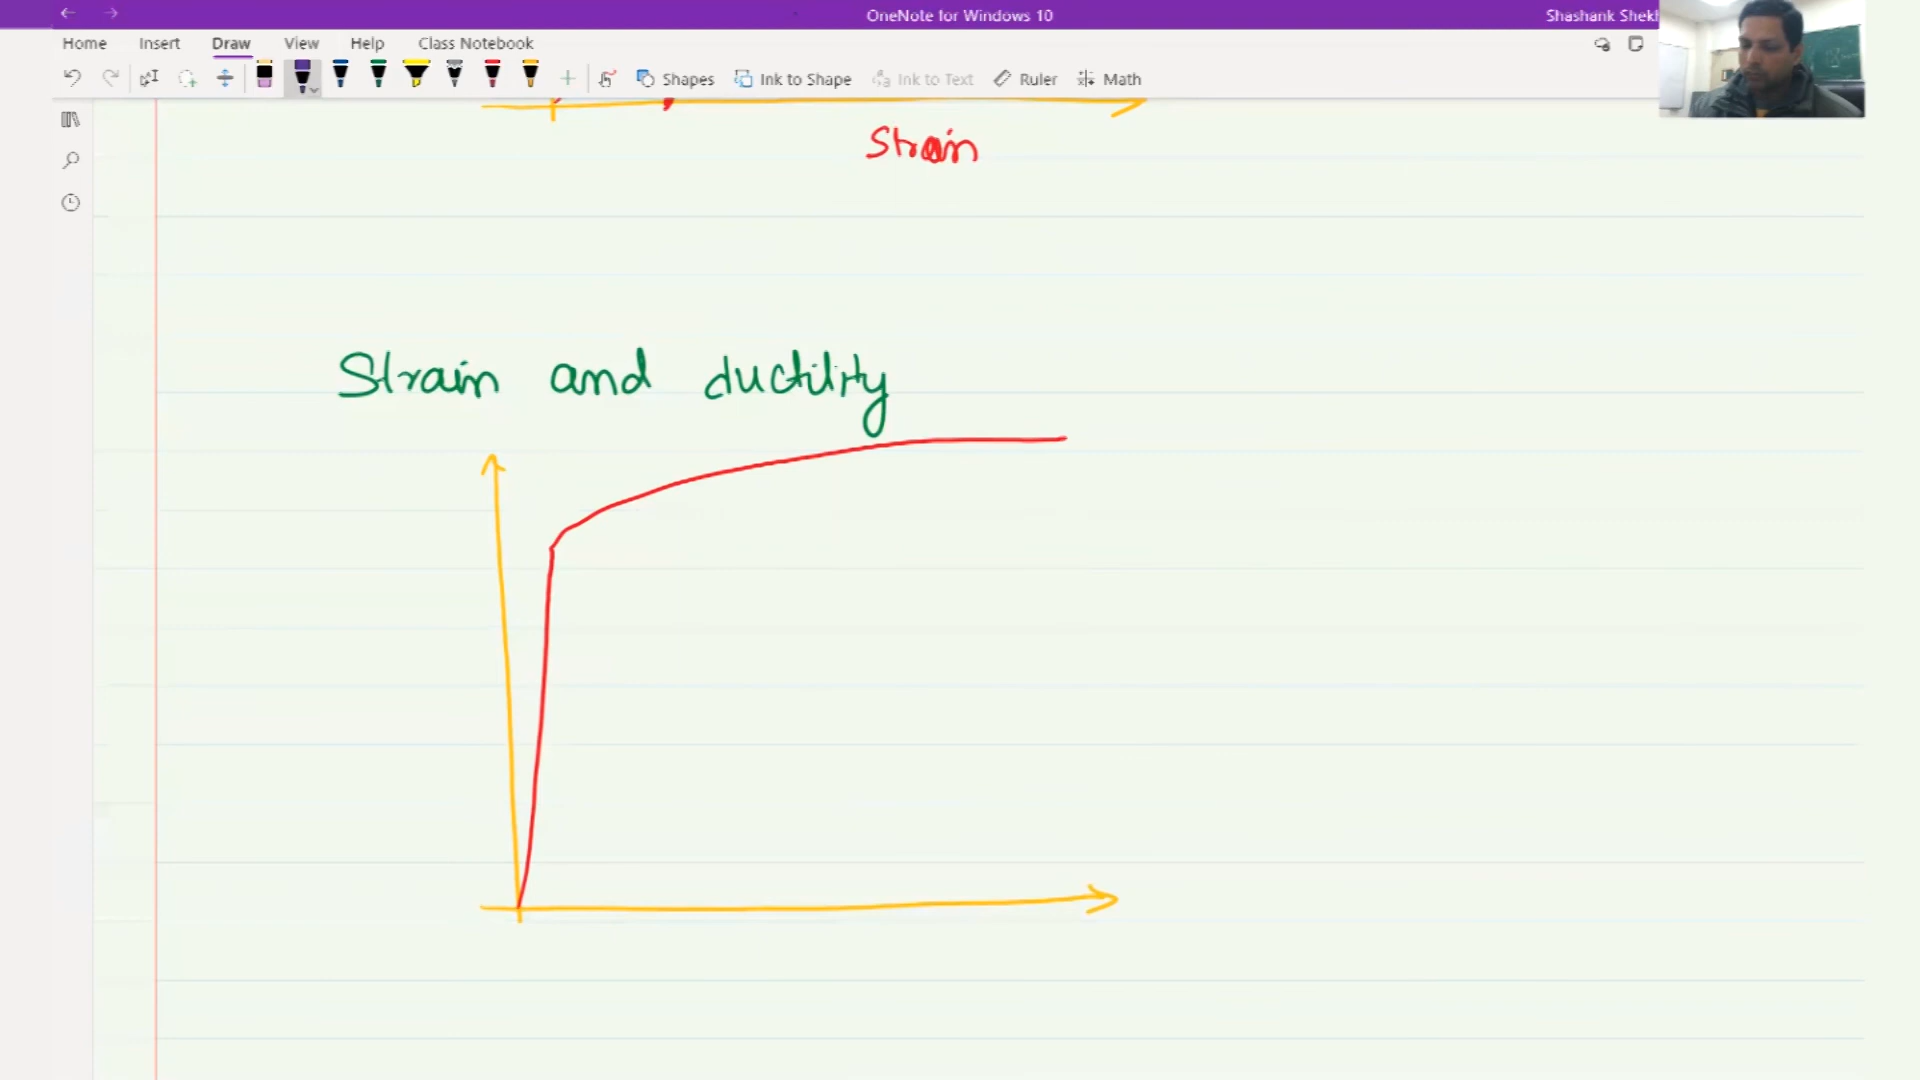 OneNote for Windows 10
Shashank Shekh
Home Insert Draw View Help Class Notebook
Shapes Ink to Shape Ink to Text Ruler Math
Strain
Strain and ductility